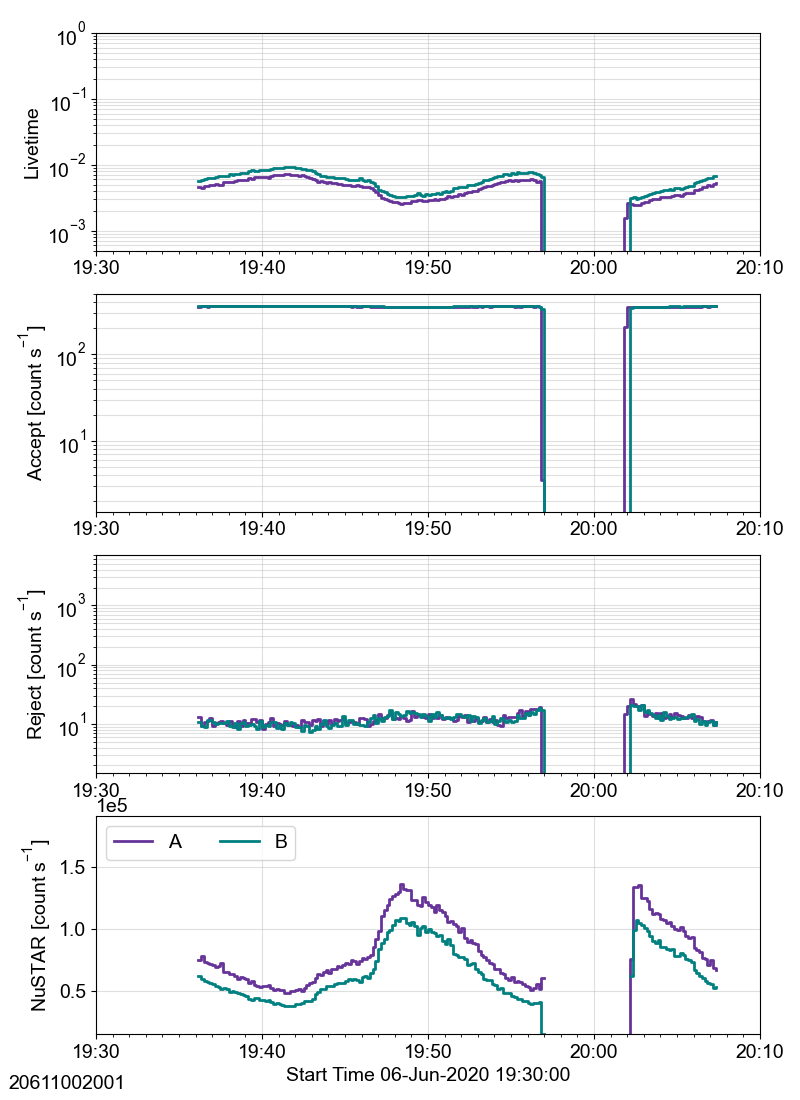 10^0
10^−1
10^−2
10^−3
Livetime
19:30 19:40 19:50 20:00 20:10
10^2
10^1
Accept [count s^−1]
19:30 19:40 19:50 20:00 20:10
10^3
10^2
10^1
Reject [count s^−1]
19:30 19:40 19:50 20:00 20:10
1e5
A B
1.5
1.0
0.5
NuSTAR [count s^−1]
19:30 19:40 19:50 20:00 20:10
Start Time 06-Jun-2020 19:30:00
20611002001